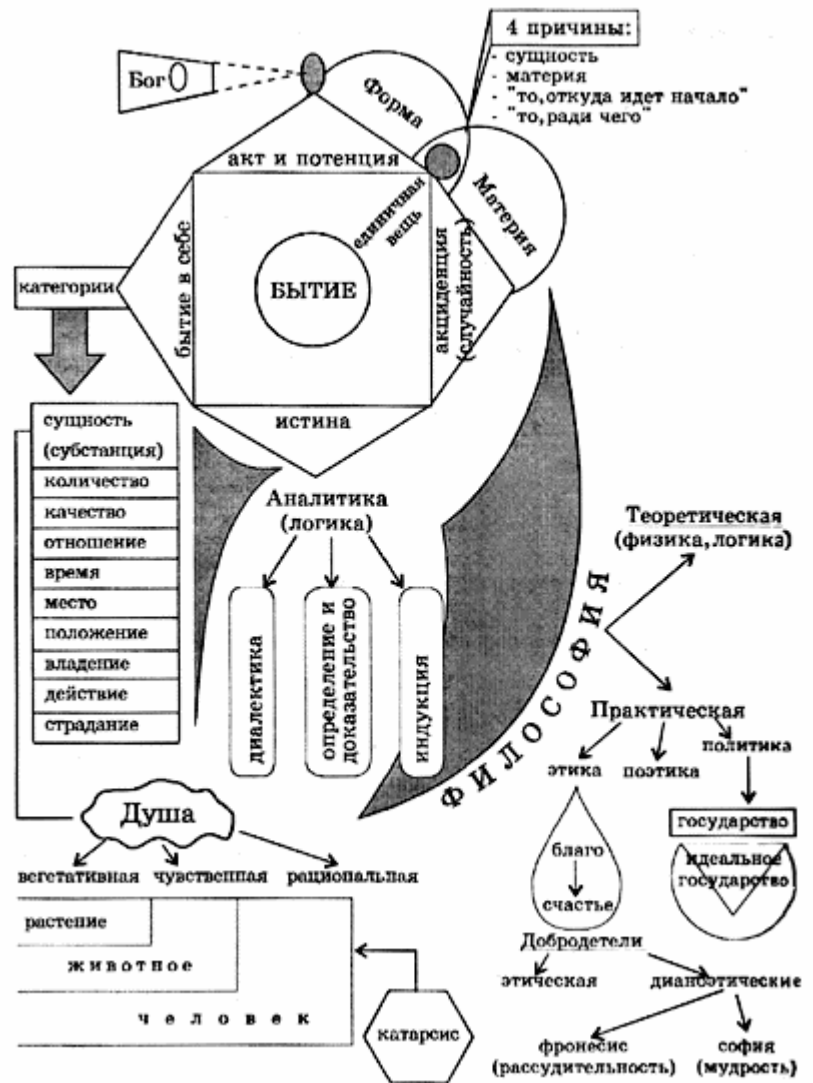 4 причины:
- сущность
- материя
- "то, откуда идет начало"
- "то, ради чего"
Бог
Форма
Материя
акт и потенция
единичная
вещь
бытие в себе
БЫТИЕ
акциденция
(случайность)
истина
категории
сущность
(субстанция)
количество
качество
отношение
время
место
положение
владение
действие
страдание
Аналитика
(логика)
диалектика
определение и
доказательство
индукция
ФИЛОСОФИЯ
Теоретическая
(физика, логика)
Практическая
этика
поэтика
политика
благо
счастье
государство
идеальное
государство
Добродетели
этическая
дианоэтические
фронесис
(рассудительность)
софия
(мудрость)
Душа
вегетативная
чувственная
рациональная
растение
животное
человек
катарсис